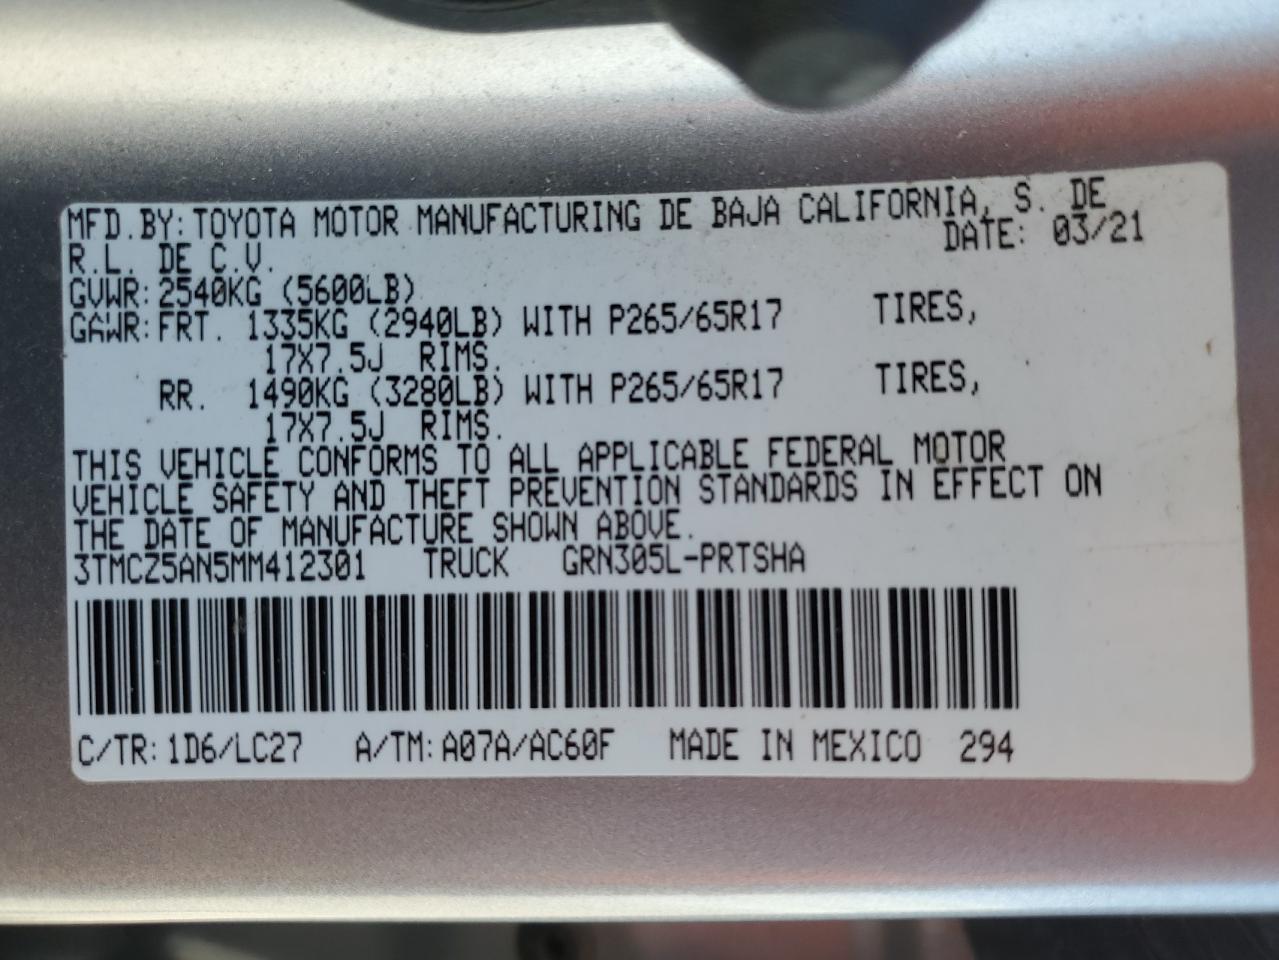 MFD.BY: TOYOTA MOTOR MANUFACTURING DE BAJA CALIFORNIA, S. DE
R.L. DE C.V. DATE: 03/21
GVWR: 2540KG (5600LB)
GAWR: FRT. 1335KG (2940LB) WITH P265/65R17 TIRES,
17X7.5J RIMS.
RR. 1490KG (3280LB) WITH P265/65R17 TIRES,
17X7.5J RIMS.
THIS VEHICLE CONFORMS TO ALL APPLICABLE FEDERAL MOTOR
VEHICLE SAFETY AND THEFT PREVENTION STANDARDS IN EFFECT ON
THE DATE OF MANUFACTURE SHOWN ABOVE.
3TMCZ5AN5MM412301 TRUCK GRN305L-PRTSHA
C/TR: 1D6/LC27 A/TM: A07A/AC60F MADE IN MEXICO 294